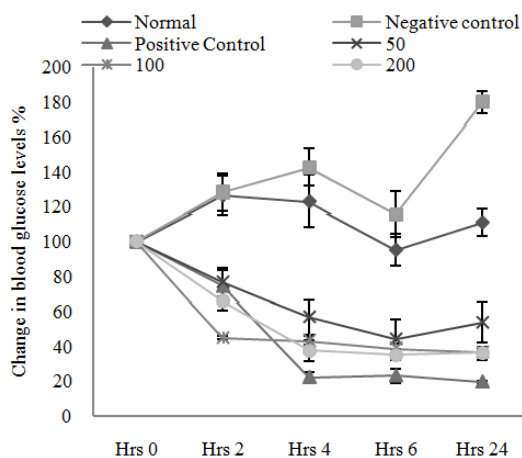 Normal
Negative control
Positive Control
50
100
200
Change in blood glucose levels %
200
180
160
140
120
100
80
60
40
20
0
Hrs 0
Hrs 2
Hrs 4
Hrs 6
Hrs 24